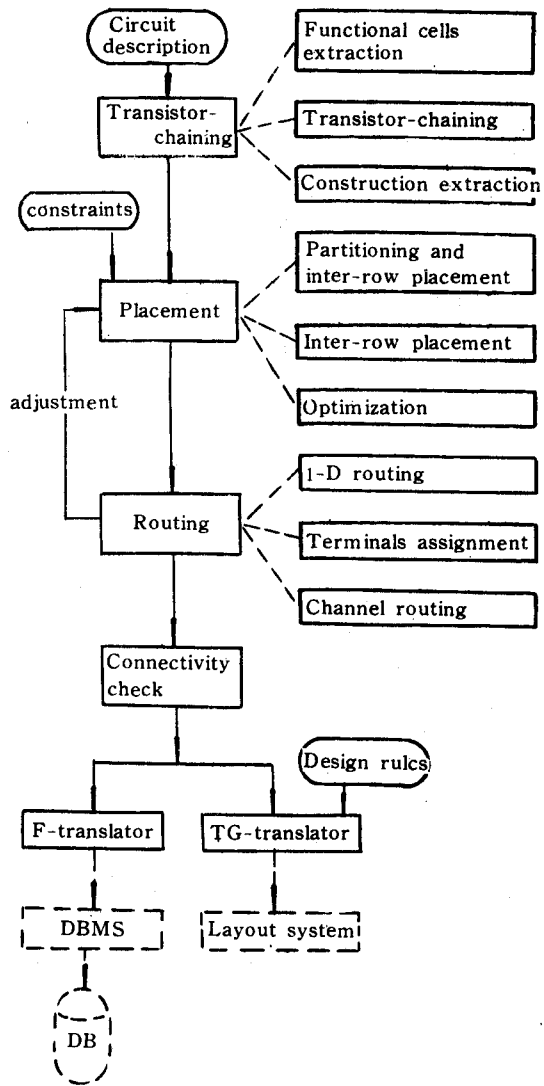 Circuit
description
Functional cells
extraction
Transistor-
chaining
Transistor-chaining
Construction extraction
constraints
Partitioning and
inter-row placement
Placement
Inter-row placement
adjustment
Optimization
1-D routing
Routing
Terminals assignment
Channel routing
Connectivity
check
Design rules
F-translator
TG-translator
DBMS
Layout system
DB